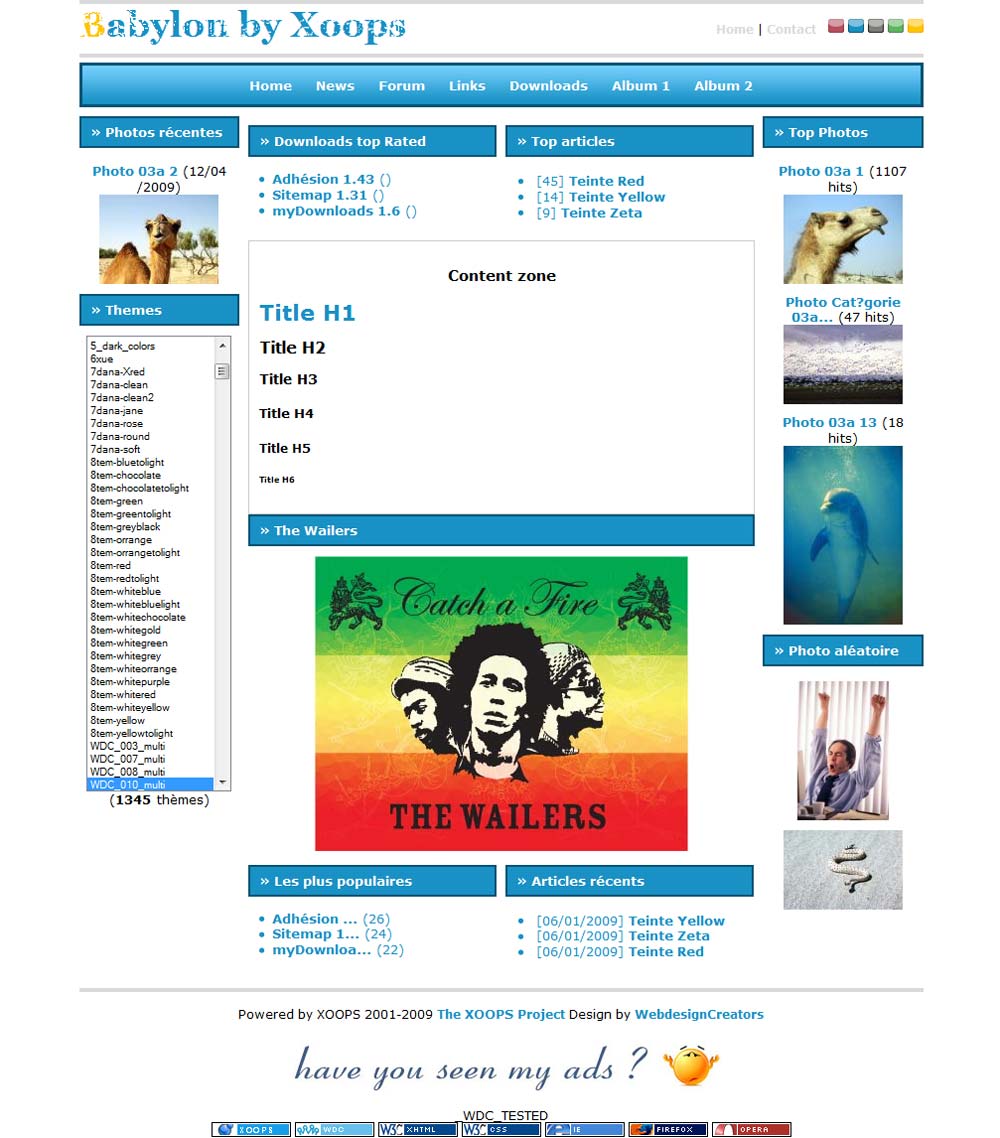 Babylon by Xoops
Home | Contact
Home News Forum Links Downloads Album 1 Album 2
» Photos récentes
Photo 03a 2 (12/04
/2009)
» Themes
5_dark_colors
6xue
7dana-Xred
7dana-clean
7dana-clean2
7dana-jane
7dana-rose
7dana-round
7dana-soft
8tem-bluetolight
8tem-chocolate
8tem-chocolatetolight
8tem-green
8tem-greentolight
8tem-greyblack
8tem-orange
8tem-orangetolight
8tem-red
8tem-redtolight
8tem-whiteblue
8tem-whitebluelight
8tem-whitechocolate
8tem-whitegold
8tem-whitegreen
8tem-whitegrey
8tem-whiteorange
8tem-whitepurple
8tem-whitered
8tem-whiteyellow
8tem-yellow
8tem-yellowtolight
WDC_003_multi
WDC_007_multi
WDC_008_multi
WDC_010_multi
(1345 thèmes)
» Downloads top Rated
Adhésion 1.43 ()
Sitemap 1.31 ()
myDownloads 1.6 ()
» Top articles
[45] Teinte Red
[14] Teinte Yellow
[9] Teinte Zeta
Content zone
Title H1
Title H2
Title H3
Title H4
Title H5
Title H6
» The Wailers
Catch a Fire
THE WAILERS
» Les plus populaires
Adhésion ... (26)
Sitemap 1... (24)
myDownloa... (22)
» Articles récents
[06/01/2009] Teinte Yellow
[06/01/2009] Teinte Zeta
[06/01/2009] Teinte Red
» Top Photos
Photo 03a 1 (1107
hits)
Photo Cat?gorie
03a... (47 hits)
Photo 03a 13 (18
hits)
» Photo aléatoire
Powered by XOOPS 2001-2009 The XOOPS Project Design by WebdesignCreators
have you seen my ads ?
_WDC_TESTED
XOOPS WDC W3C XHTML W3C CSS IE FIREFOX OPERA